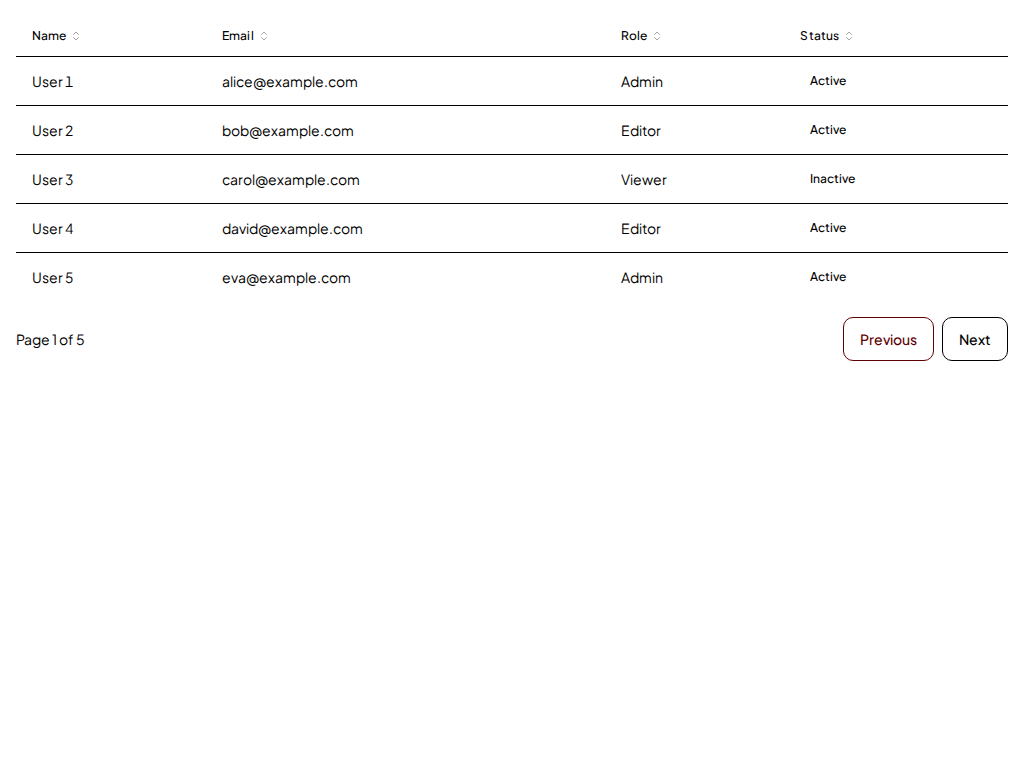 Name Email Role Status
User 1 alice@example.com Admin Active
User 2 bob@example.com Editor Active
User 3 carol@example.com Viewer Inactive
User 4 david@example.com Editor Active
User 5 eva@example.com Admin Active
Page 1 of 5 Previous Next